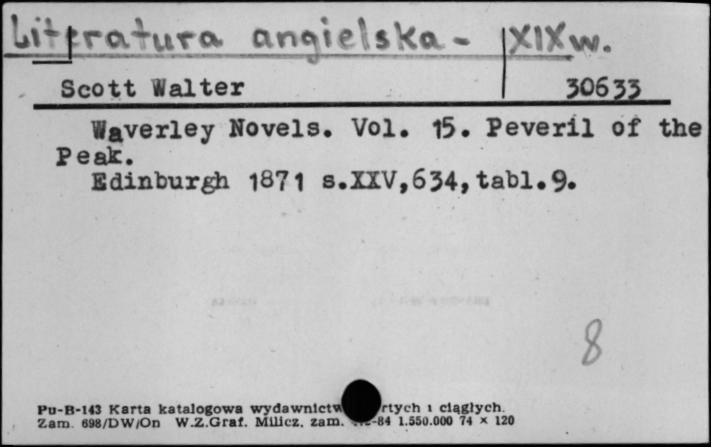 Literatura angielska - XIX w.
Scott Walter 30633
Waverley Novels. Vol. 15. Peveril of the
Peak.
Edinburgh 1871 s.XXV,634,tabl.9.
8
Pu-B-143 Karta katalogowa wydawnictw rtych i ciągłych.
Zam. 698/DW/On W.Z.Graf. Milicz, zam. -84 1.550.000 74 × 120